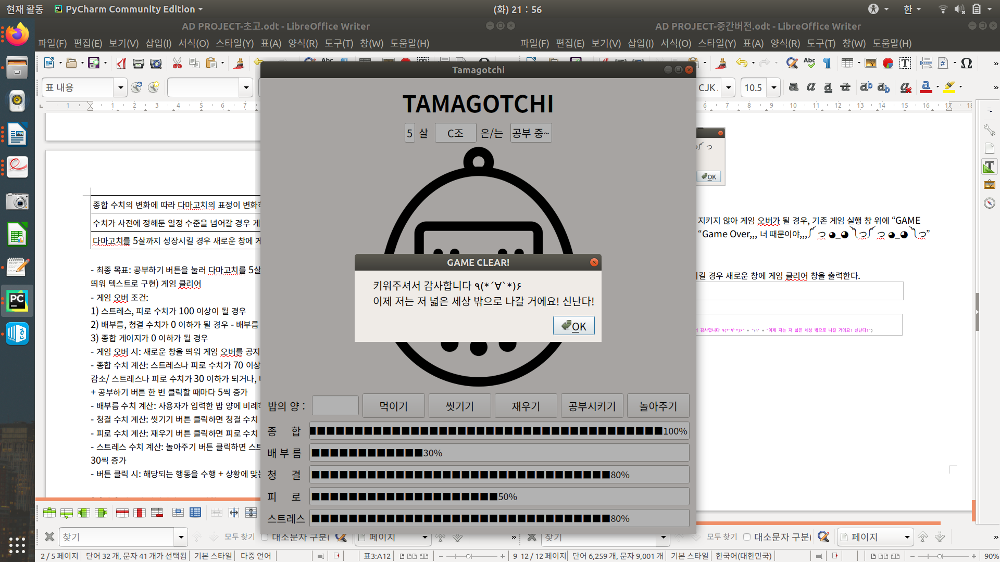 현재 활동
PyCharm Community Edition
(화) 21 : 56
한
AD PROJECT-초고.odt - LibreOffice Writer
AD PROJECT-중간버전.odt - LibreOffice Writer
파일(F) 편집(E) 보기(V) 삽입(I) 서식(O) 스타일(Y) 표(A) 양식(R) 도구(T) 창(W) 도움말(H)
파일(F) 편집(E) 보기(V) 삽입(I) 서식(O) 스타일(Y) 표(A) 양식(R) 도구(T) 창(W) 도움말(H)
표 내용
CJK
10.5
1 1 2 3 4 5 6 7
6 7 8 9 10 11 12 13 14 15 16 17 18
종합 수치의 변화에 따라 다마고치의 표정이 변화
수치가 사전에 정해둔 일정 수준을 넘어갈 경우 게
다마고치를 5살까지 성장시킬 경우 새로운 창에 게
- 최종 목표: 공부하기 버튼을 눌러 다마고치를 5살
띄워 텍스트로 구현) 게임 클리어
- 게임 오버 조건:
1) 스트레스, 피로 수치가 100 이상이 될 경우
2) 배부름, 청결 수치가 0 이하가 될 경우 - 배부름
3) 종합 게이지가 0 이하가 될 경우
- 게임 오버 시: 새로운 창을 띄워 게임 오버를 공지
- 종합 수치 계산: 스트레스나 피로 수치가 70 이상
감소/ 스트레스나 피로 수치가 30 이하가 되거나,
+ 공부하기 버튼 한 번 클릭할 때마다 5씩 증가
- 배부름 수치 계산: 사용자가 입력한 밥 양에 비례
- 청결 수치 계산: 씻기기 버튼 클릭하면 청결 수치
- 피로 수치 계산: 재우기 버튼 클릭하면 피로 수치
- 스트레스 수치 계산: 놀아주기 버튼 클릭하면 스트
30씩 증가
- 버튼 클릭 시: 해당되는 행동을 수행 + 상황에 맞는
Tamagotchi
TAMAGOTCHI
5 살 C조 은/는 공부 중~
GAME CLEAR!
키워주셔서 감사합니다 ٩(*´∀`*)۶
이제 저는 저 넓은 세상 밖으로 나갈 거에요! 신난다!
OK
밥의 양 : 먹이기 씻기기 재우기 공부시키기 놀아주기
종 합 100%
배 부 름 30%
청 결 80%
피 로 50%
스트레스 80%
OK
지키지 않아 게임 오버가 될 경우, 기존 게임 실행 창 위에 “GAME
“Game Over,,, 너 때문이야,,,༼ つ ◕_◕ ༽つ༼ つ ◕_◕ ༽つ”
킬 경우 새로운 창에 게임 클리어 창을 출력한다.
감사합니다 ٩(*´∀`*)۶" + '\n' + "이제 저는 저 넓은 세상 밖으로 나갈 거에요! 신난다!")
찾기 모두 찾기 대소문자 구분( 페이지
찾기 모두 찾기 대소문자 구분( 페이지
2 / 5 페이지 단어 32 개, 문자 41 개가 선택됨 기본 스타일 다중 언어 표3:A12
9 12 / 12 페이지 단어 6,259 개, 문자 9,001 개 기본 스타일 한국어(대한민국) 90%